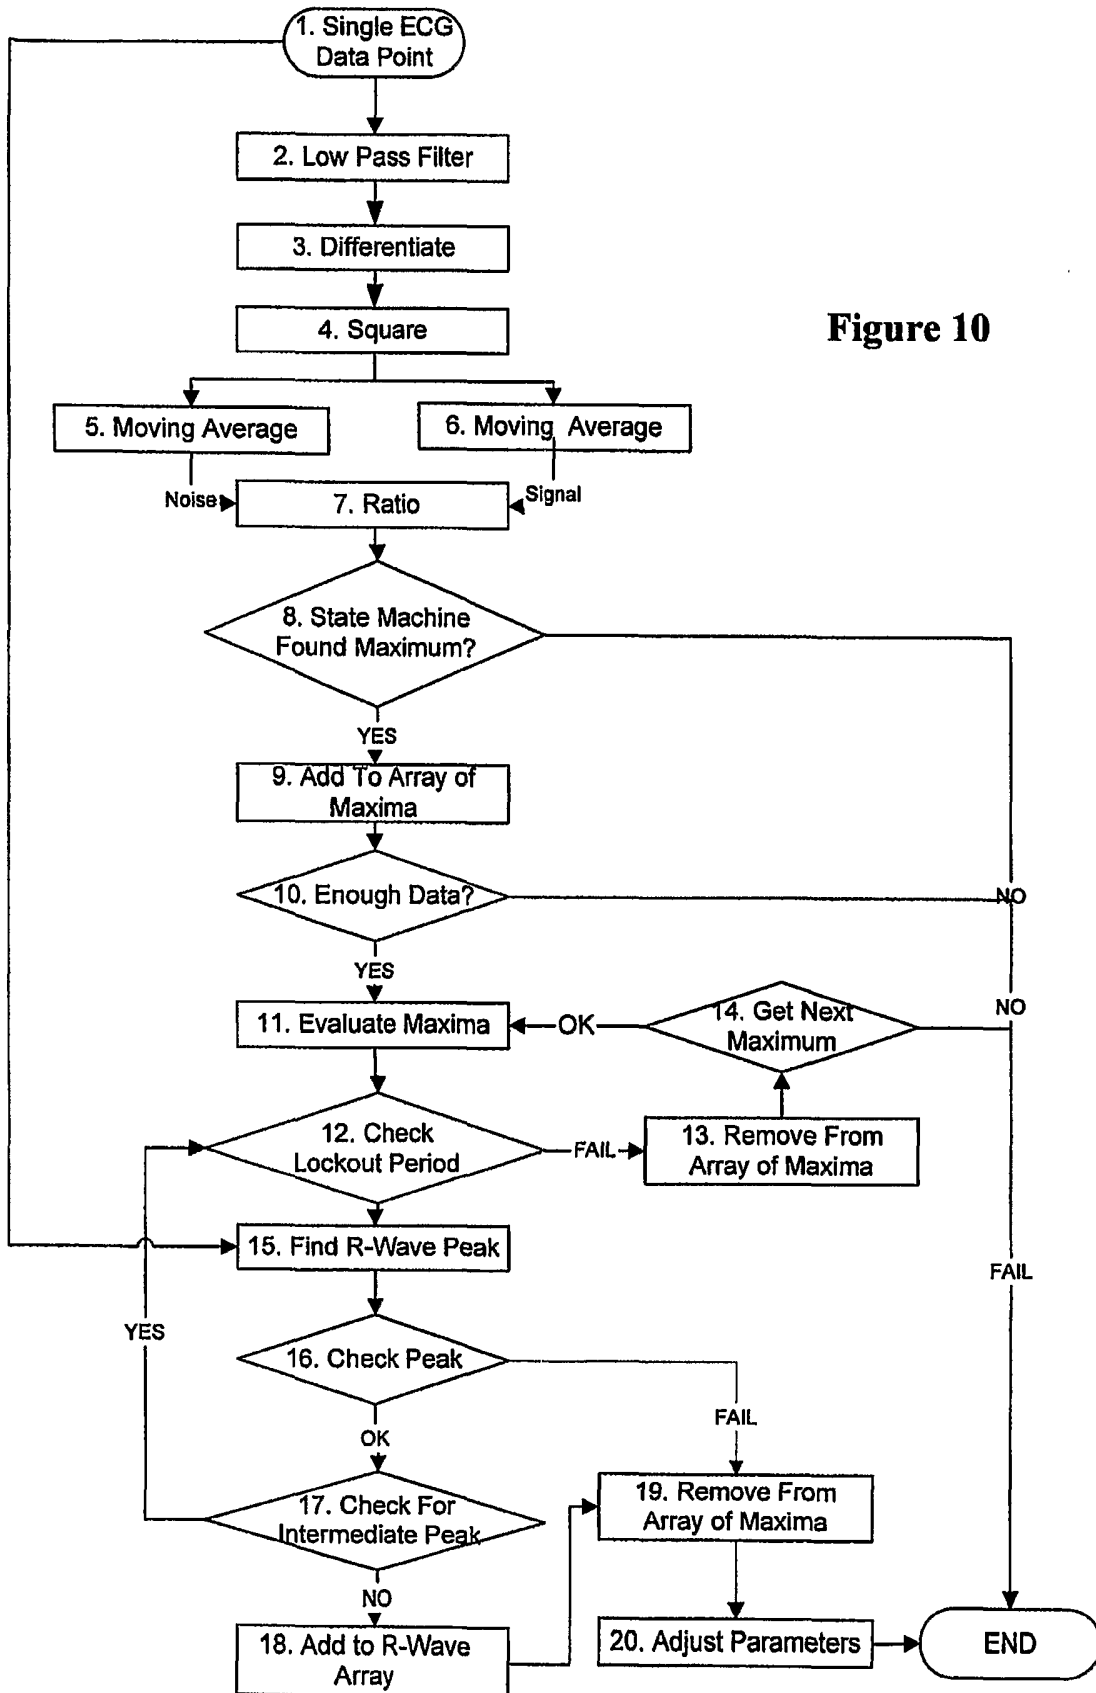 1. Single ECG
Data Point
2. Low Pass Filter
3. Differentiate
4. Square
Figure 10
5. Moving Average
6. Moving Average
Noise
7. Ratio
Signal
8. State Machine
Found Maximum?
YES
9. Add To Array of
Maxima
10. Enough Data?
NO
YES
11. Evaluate Maxima
OK
14. Get Next
Maximum
NO
12. Check
Lockout Period
FAIL
13. Remove From
Array of Maxima
15. Find R-Wave Peak
FAIL
YES
16. Check Peak
FAIL
OK
17. Check For
Intermediate Peak
19. Remove From
Array of Maxima
NO
18. Add to R-Wave
Array
20. Adjust Parameters
END